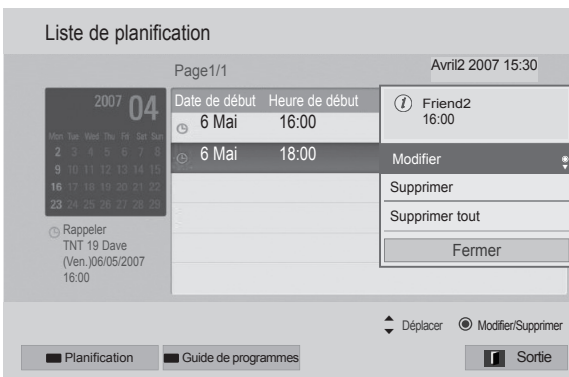 Liste de planification
Page1/1
Avril2 2007 15:30
2007 04
Mon Tue Wed Thu Fri Sat Sun
2 3 4 5 6 7 8
9 10 11 12 13 14 15
16 17 18 19 20 21 22
23 24 25 26 27 28 29
Rappeler
TNT 19 Dave
(Ven.)06/05/2007
16:00
Date de début Heure de début
6 Mai 16:00
6 Mai 18:00
Friend2
16:00
Modifier
Supprimer
Supprimer tout
Fermer
Déplacer Modifier/Supprimer
Planification Guide de programmes Sortie